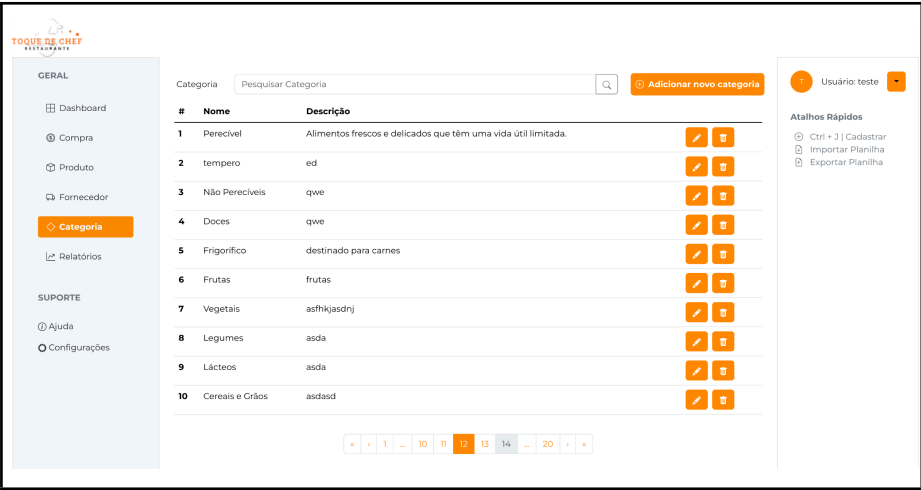 TOQUE DE CHEF
RESTAURANTE
GERAL
Dashboard
Compra
Produto
Fornecedor
Categoria
Relatórios
SUPORTE
Ajuda
Configurações
Categoria Pesquisar Categoria Adicionar novo categoria
# Nome Descrição
1 Perecível Alimentos frescos e delicados que têm uma vida útil limitada.
2 tempero ed
3 Não Perecíveis qwe
4 Doces qwe
5 Frigorífico destinado para carnes
6 Frutas frutas
7 Vegetais asfhkjasdnj
8 Legumes asda
9 Lácteos asda
10 Cereais e Grãos asdasd
« ‹ 1 ... 10 11 12 13 14 ... 20 › »
T Usuário: teste
Atalhos Rápidos
Ctrl + J | Cadastrar
Importar Planilha
Exportar Planilha